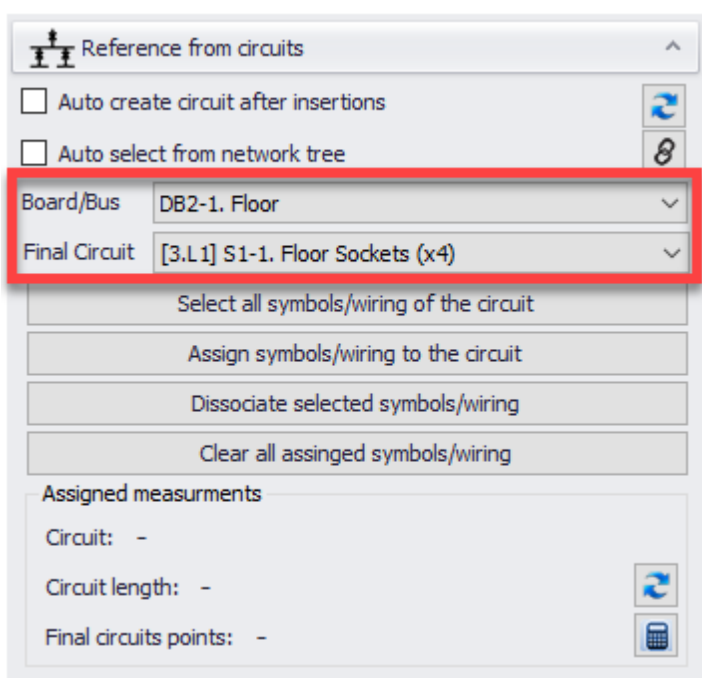 Reference from circuits
Auto create circuit after insertions
Auto select from network tree
Board/Bus DB2-1. Floor
Final Circuit [3.L1] S1-1. Floor Sockets (x4)
Select all symbols/wiring of the circuit
Assign symbols/wiring to the circuit
Dissociate selected symbols/wiring
Clear all assinged symbols/wiring
Assigned measurments
Circuit: -
Circuit length: -
Final circuits points: -